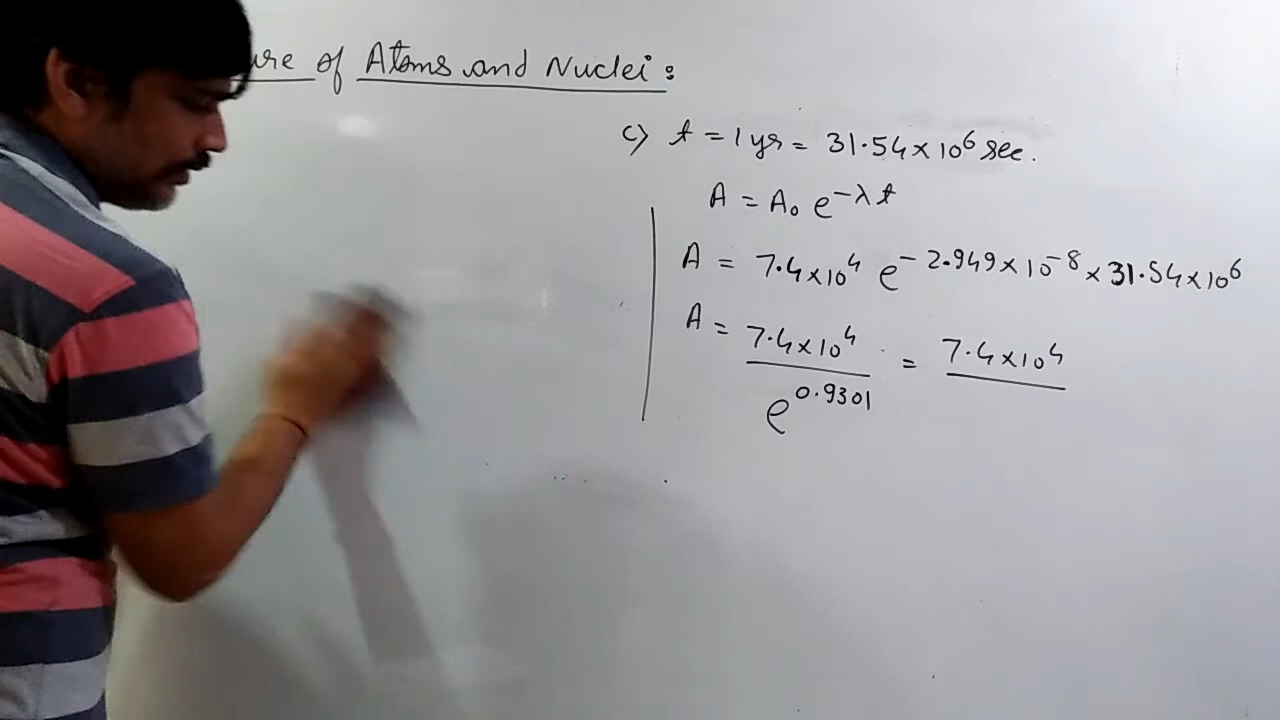 of Atoms and Nuclei :
c) t = 1 yr = 31.54 × 10⁶ sec.
A = A₀ e^{-λt}
A = 7.4 × 10⁴ e^{-2.949 × 10⁻⁸ × 31.54 × 10⁶}
A = 7.4 × 10⁴ / e^{0.9301} = 7.4 × 10⁴